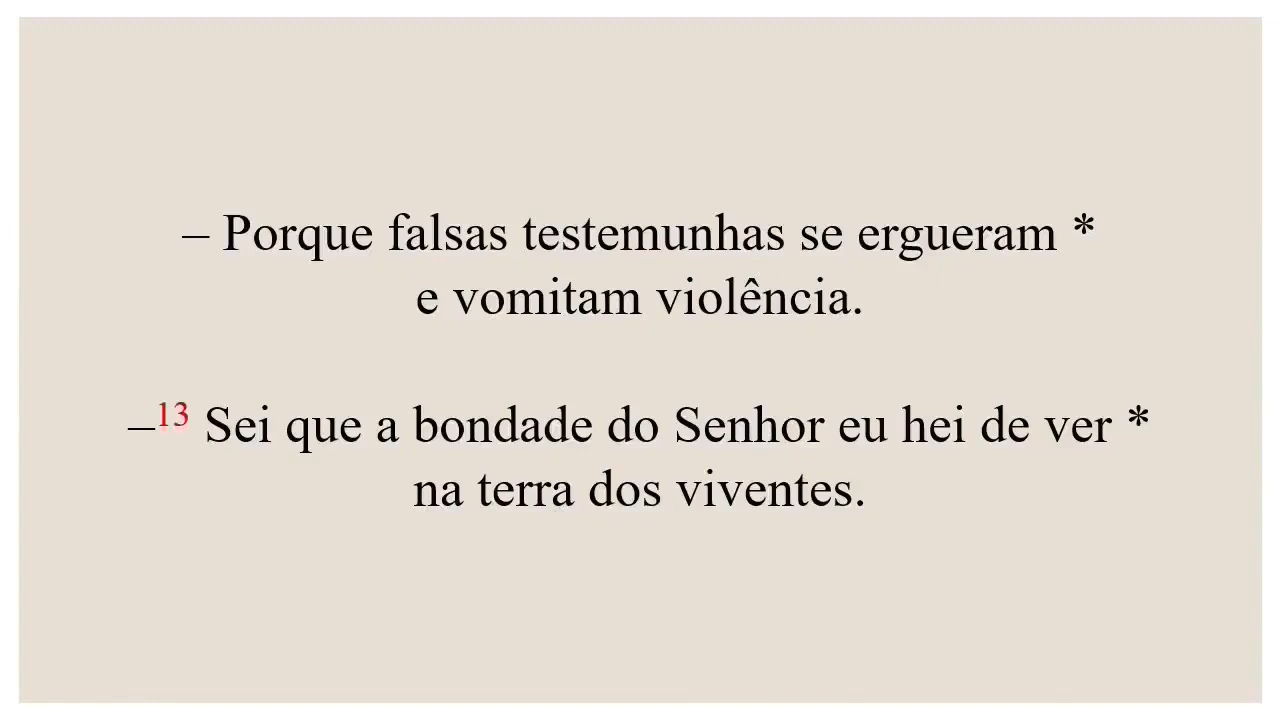 – Porque falsas testemunhas se ergueram *
e vomitam violência.
–13 Sei que a bondade do Senhor eu hei de ver *
na terra dos viventes.